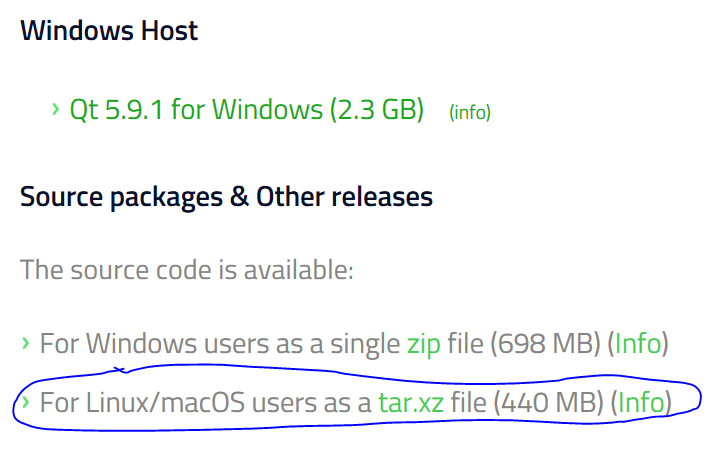 Windows Host
› Qt 5.9.1 for Windows (2.3 GB) (info)
Source packages & Other releases
The source code is available:
› For Windows users as a single zip file (698 MB) (Info)
› For Linux/macOS users as a tar.xz file (440 MB) (Info)